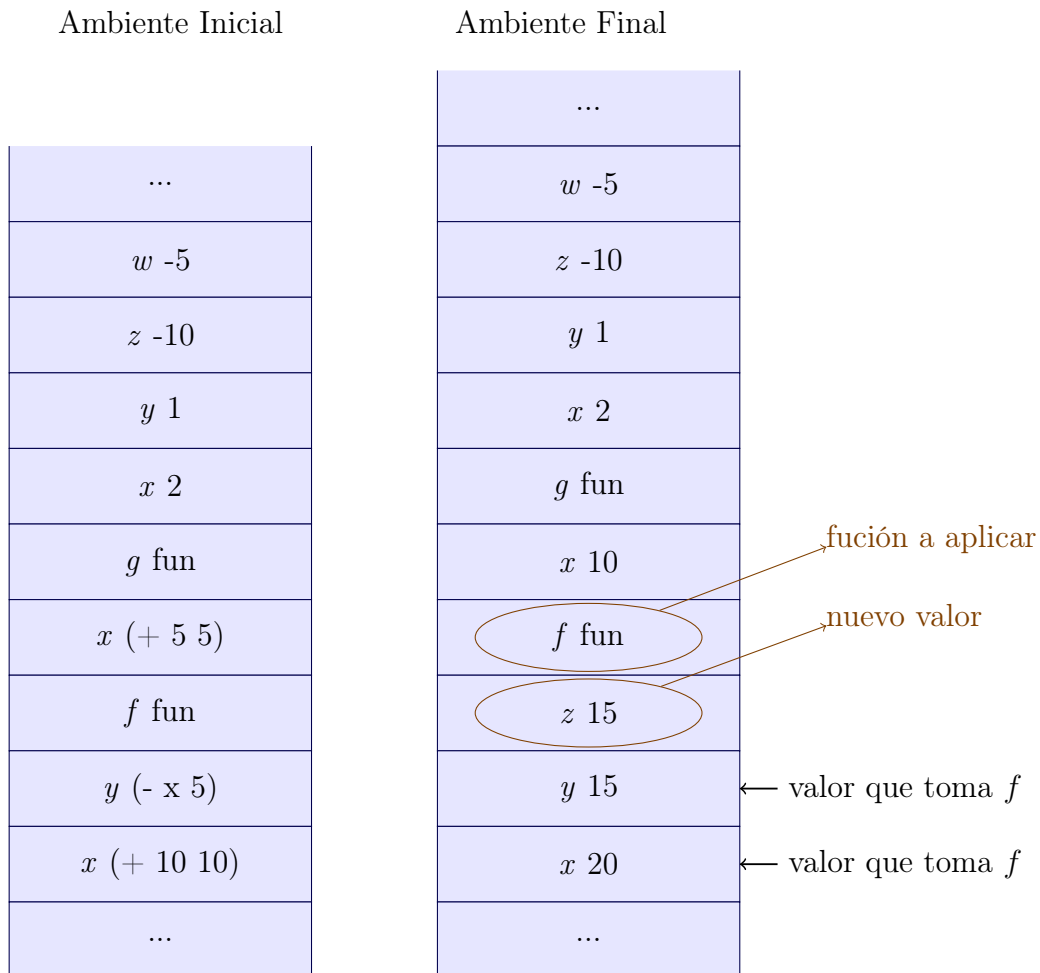 Ambiente Inicial
...
w -5
z -10
y 1
x 2
g fun
x (+ 5 5)
f fun
y (- x 5)
x (+ 10 10)
...
Ambiente Final
...
w -5
z -10
y 1
x 2
g fun
x 10
f fun
z 15
y 15
x 20
...
fución a aplicar
nuevo valor
valor que toma f
valor que toma f